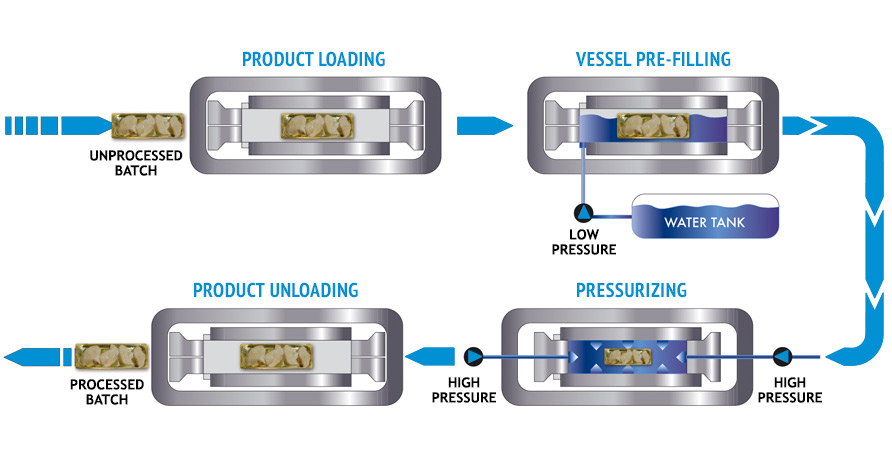 PRODUCT LOADING
VESSEL PRE-FILLING
UNPROCESSED
BATCH
LOW
PRESSURE
WATER TANK
PRODUCT UNLOADING
PRESSURIZING
PROCESSED
BATCH
HIGH
PRESSURE
HIGH
PRESSURE